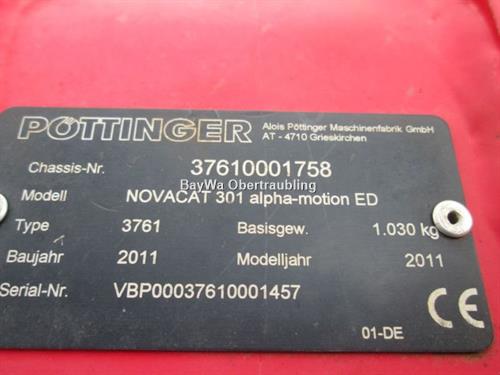 PÖTTINGER
Alois Pöttinger Maschinenfabrik GmbH
AT - 4710 Grieskirchen
Chassis-Nr. 37610001758
BayWa Obertraubling
Modell NOVACAT 301 alpha-motion ED
Type 3761 Basisgew. 1.030 kg
Baujahr 2011 Modelljahr 2011
Serial-Nr. VBP00037610001457
CE
01-DE